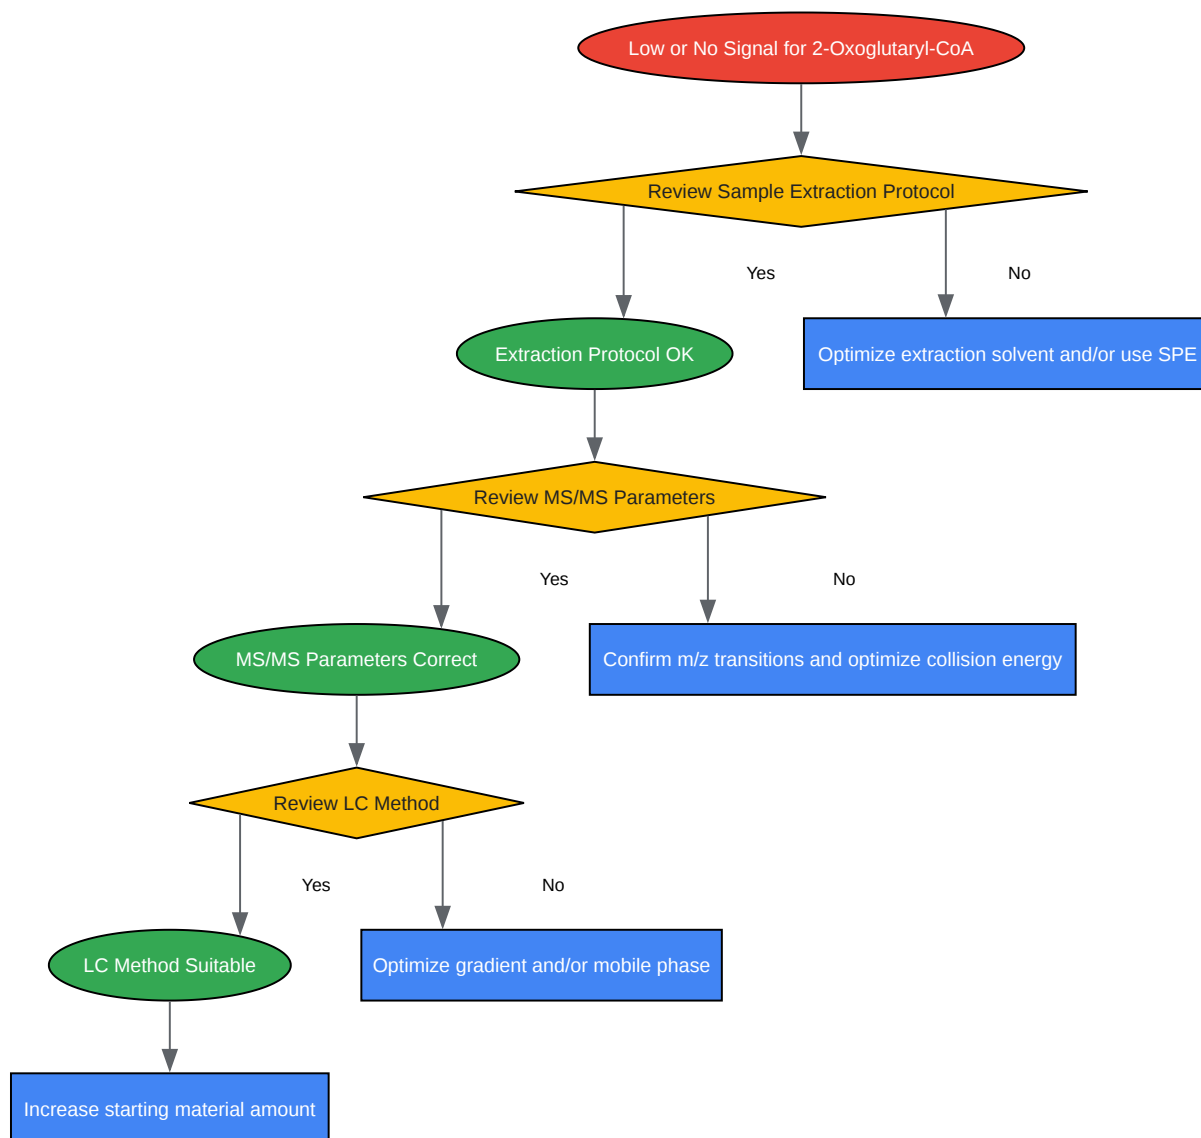 Low or No Signal for 2-Oxoglutaryl-CoA
Review Sample Extraction Protocol
Yes
No
Extraction Protocol OK
Optimize extraction solvent and/or use SPE
Review MS/MS Parameters
Yes
No
MS/MS Parameters Correct
Confirm m/z transitions and optimize collision energy
Review LC Method
Yes
No
LC Method Suitable
Optimize gradient and/or mobile phase
Increase starting material amount